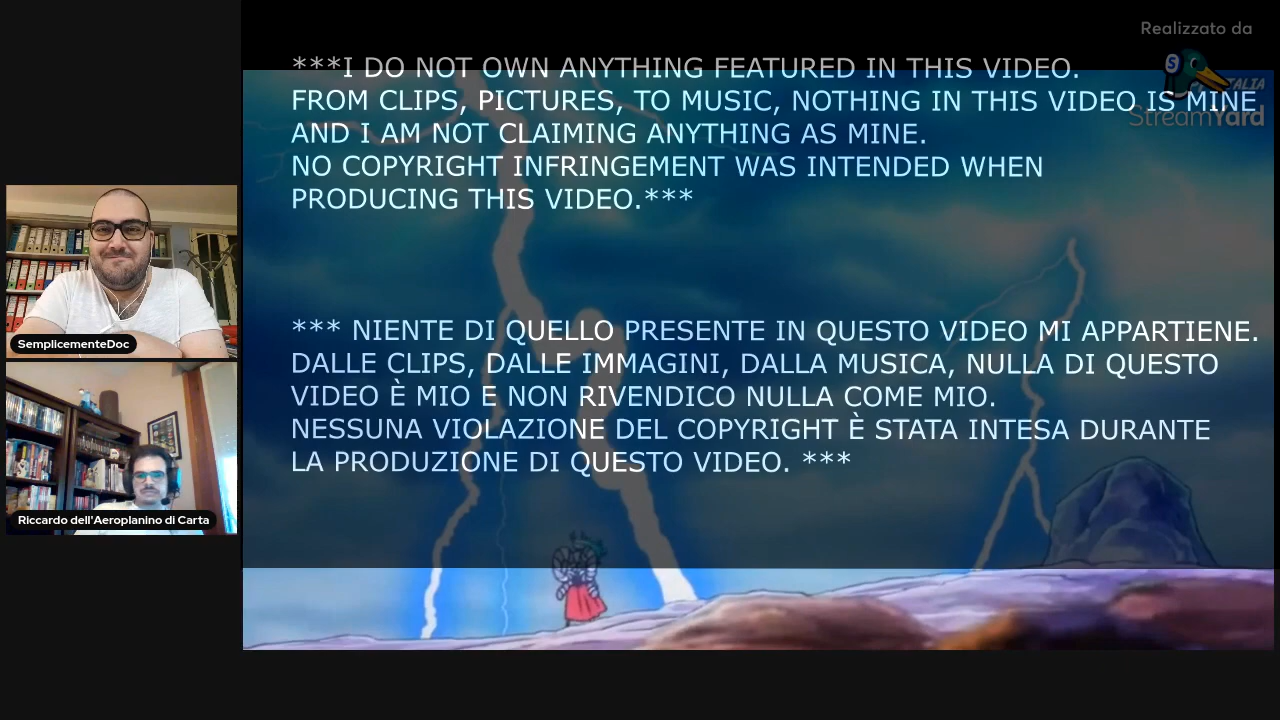 Realizzato da
***I DO NOT OWN ANYTHING FEATURED IN THIS VIDEO.
FROM CLIPS, PICTURES, TO MUSIC, NOTHING IN THIS VIDEO IS MINE
AND I AM NOT CLAIMING ANYTHING AS MINE.
NO COPYRIGHT INFRINGEMENT WAS INTENDED WHEN
PRODUCING THIS VIDEO.***
S
ITALIA
StreamYard
*** NIENTE DI QUELLO PRESENTE IN QUESTO VIDEO MI APPARTIENE.
DALLE CLIPS, DALLE IMMAGINI, DALLA MUSICA, NULLA DI QUESTO
VIDEO È MIO E NON RIVENDICO NULLA COME MIO.
NESSUNA VIOLAZIONE DEL COPYRIGHT È STATA INTESA DURANTE
LA PRODUZIONE DI QUESTO VIDEO. ***
SemplicementeDoc
Riccardo dell'Aeroplanino di Carta